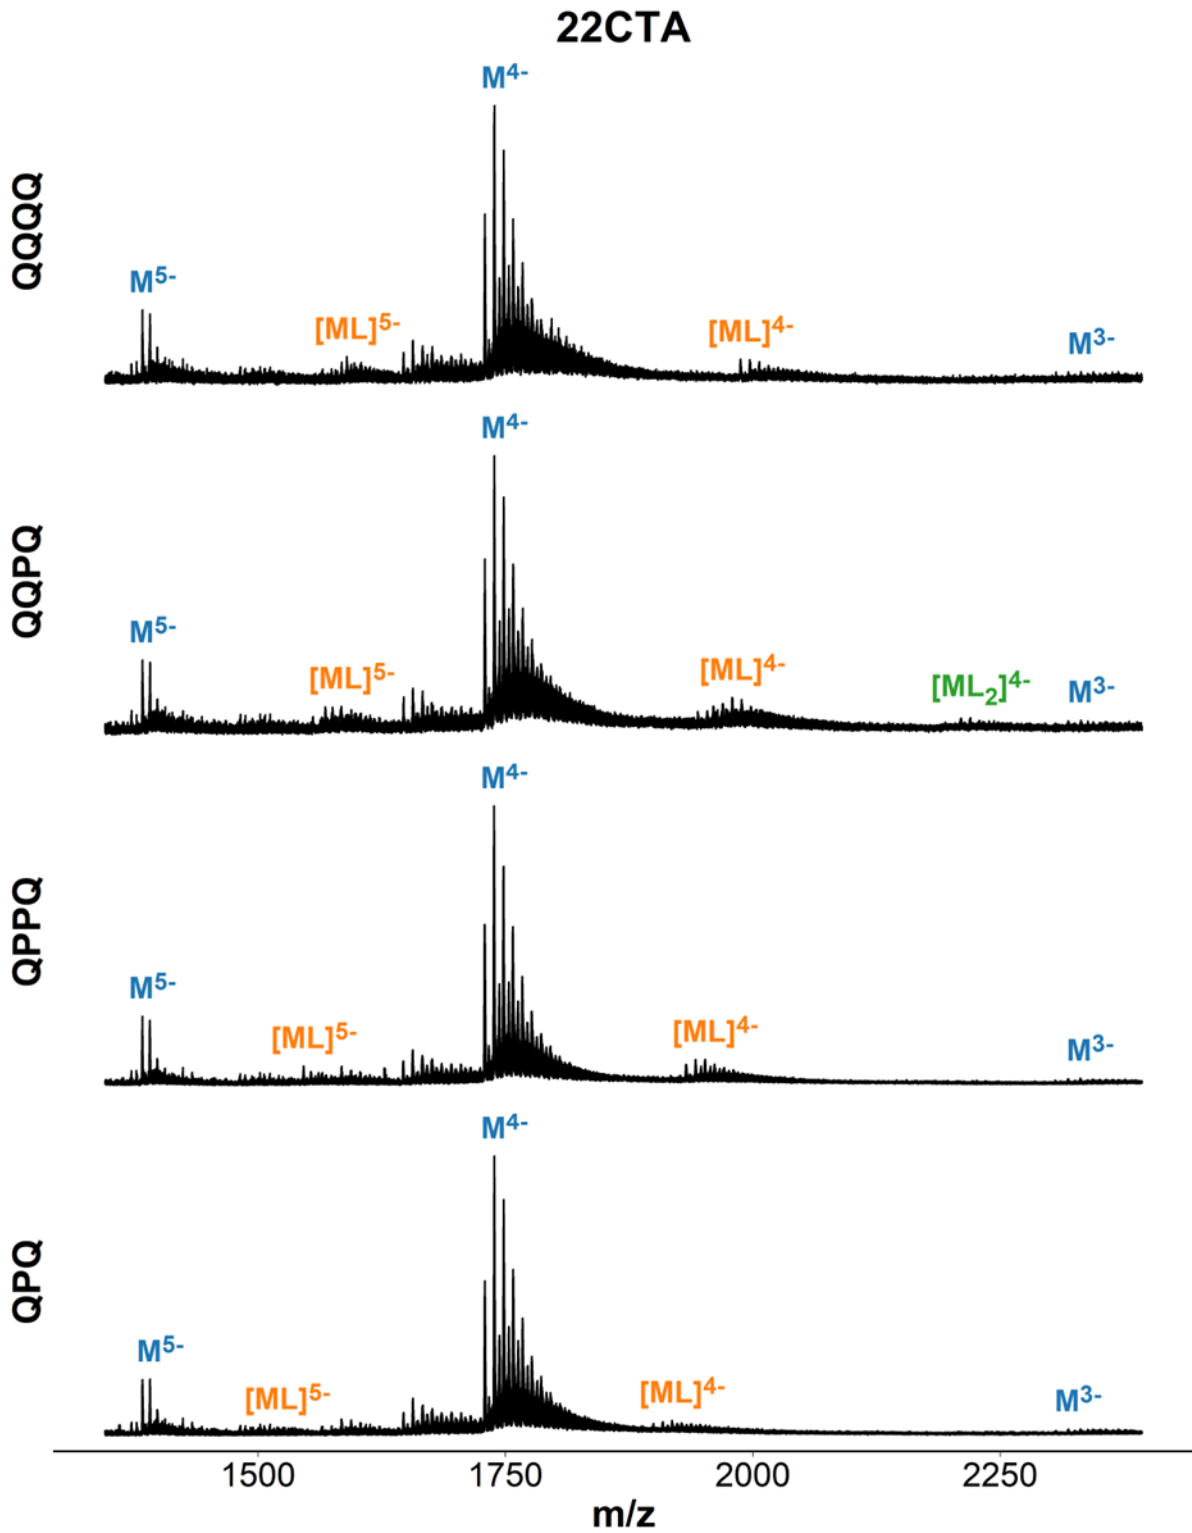 22CTA
QQQQ
M4-
M5-
[ML]5-
[ML]4-
M3-
QQPQ
M4-
M5-
[ML]5-
[ML]4-
[ML2]4-
M3-
QPPQ
M4-
M5-
[ML]5-
[ML]4-
M3-
QPQ
M4-
M5-
[ML]5-
[ML]4-
M3-
1500 1750 2000 2250
m/z